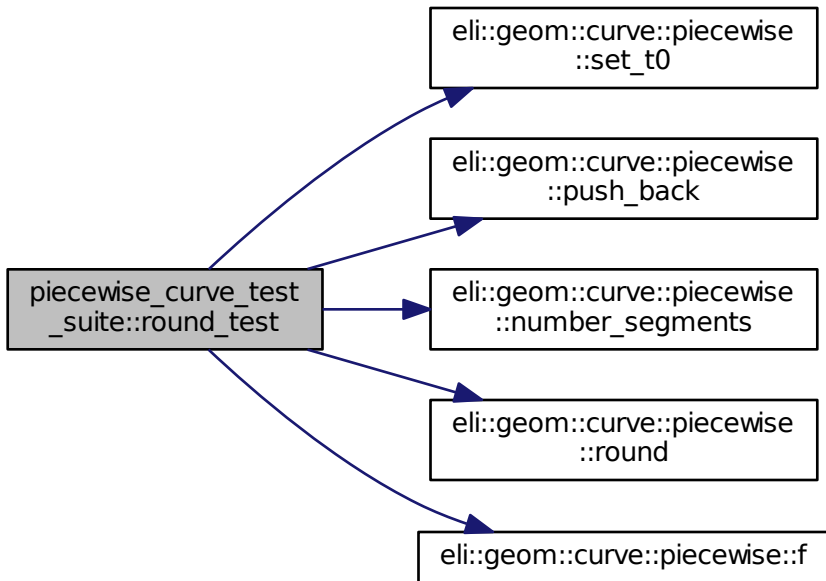 eli::geom::curve::piecewise
::set_t0
eli::geom::curve::piecewise
::push_back
piecewise_curve_test
_suite::round_test
eli::geom::curve::piecewise
::number_segments
eli::geom::curve::piecewise
::round
eli::geom::curve::piecewise::f